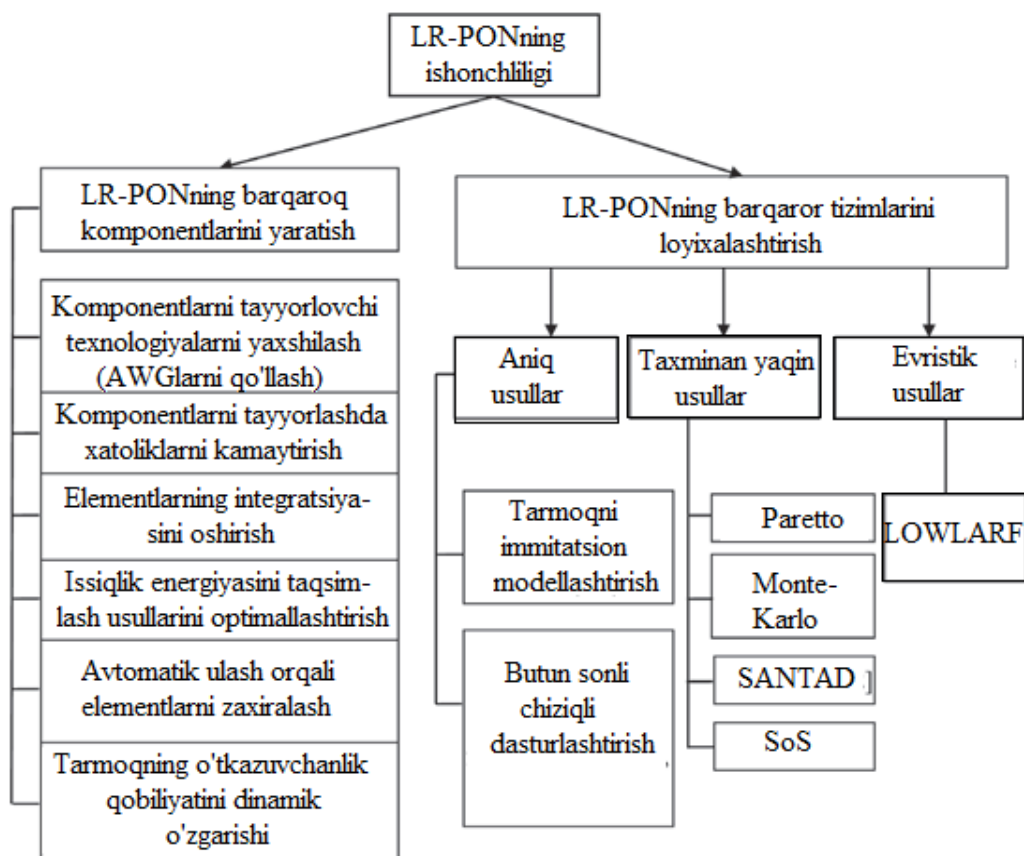 LR-PONning
ishonchliligi
LR-PONning barqaroq
komponentlarini yaratish
Komponentlarni tayyorlovchi
texnologiyalarni yaxshilash
(AWGlarni qo'llash)
Komponentlarni tayyorlashda
xatoliklarni kamaytirish
Elementlarning integratsiya-
sini oshirish
Issiqlik energiyasini taqsim-
lash usullarini optimallashtirish
Avtomatik ulash orqali
elementlarni zaxiralash
Tarmoqning o'tkazuvchanlik
qobiliyatini dinamik
o'zgarishi
LR-PONning barqaror tizimlarini
loyixalashtirish
Aniq
usullar
Tarmoqni
immitatsion
modellashtirish
Butun sonli
chiziqli
dasturlashtirish
Taxminan yaqin
usullar
Paretto
Monte-
Karlo
SANTAD
SoS
Evristik
usullar
LOWLARF